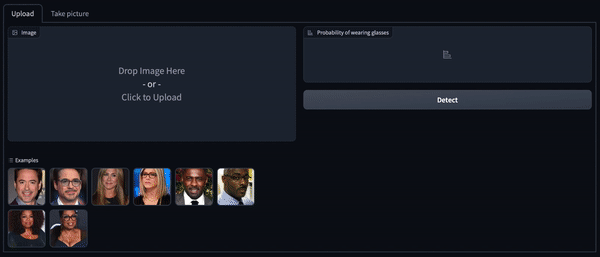 Upload
Take picture
Image
Drop Image Here
- or -
Click to Upload
Probability of wearing glasses
Detect
Examples